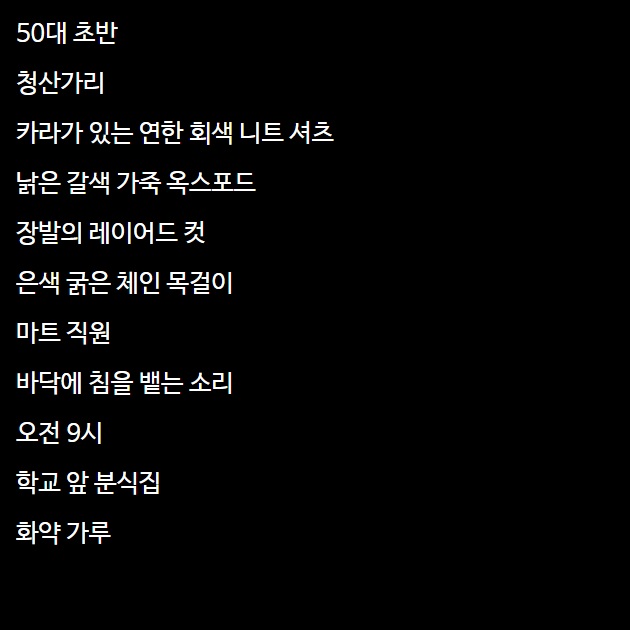 50대 초반
청산가리
카라가 있는 연한 회색 니트 셔츠
낡은 갈색 가죽 옥스포드
장발의 레이어드 컷
은색 굵은 체인 목걸이
마트 직원
바닥에 침을 뱉는 소리
오전 9시
학교 앞 분식집
화약 가루